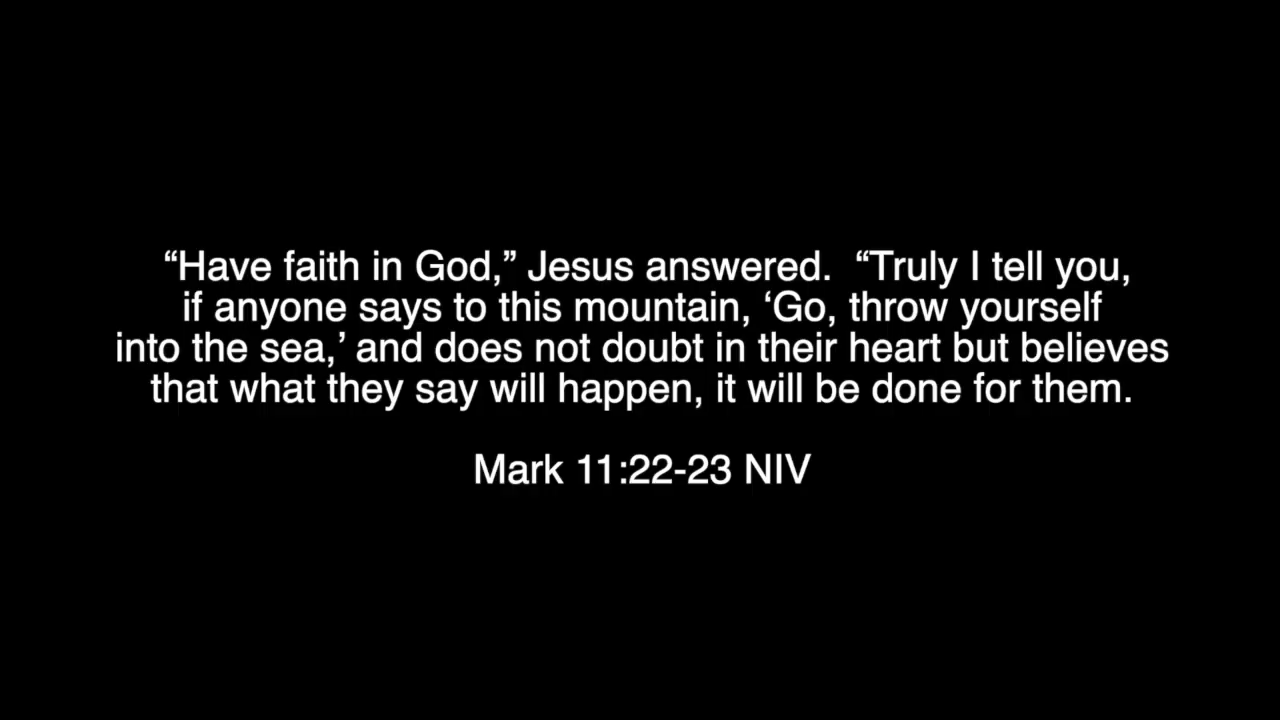 “Have faith in God,” Jesus answered.  “Truly I tell you,
if anyone says to this mountain, ‘Go, throw yourself
into the sea,’ and does not doubt in their heart but believes
that what they say will happen, it will be done for them.
Mark 11:22-23 NIV